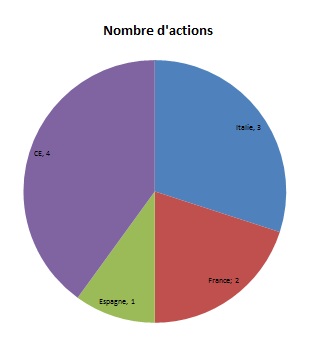 Nombre d'actions
Italie, 3
CE, 4
France; 2
Espagne, 1